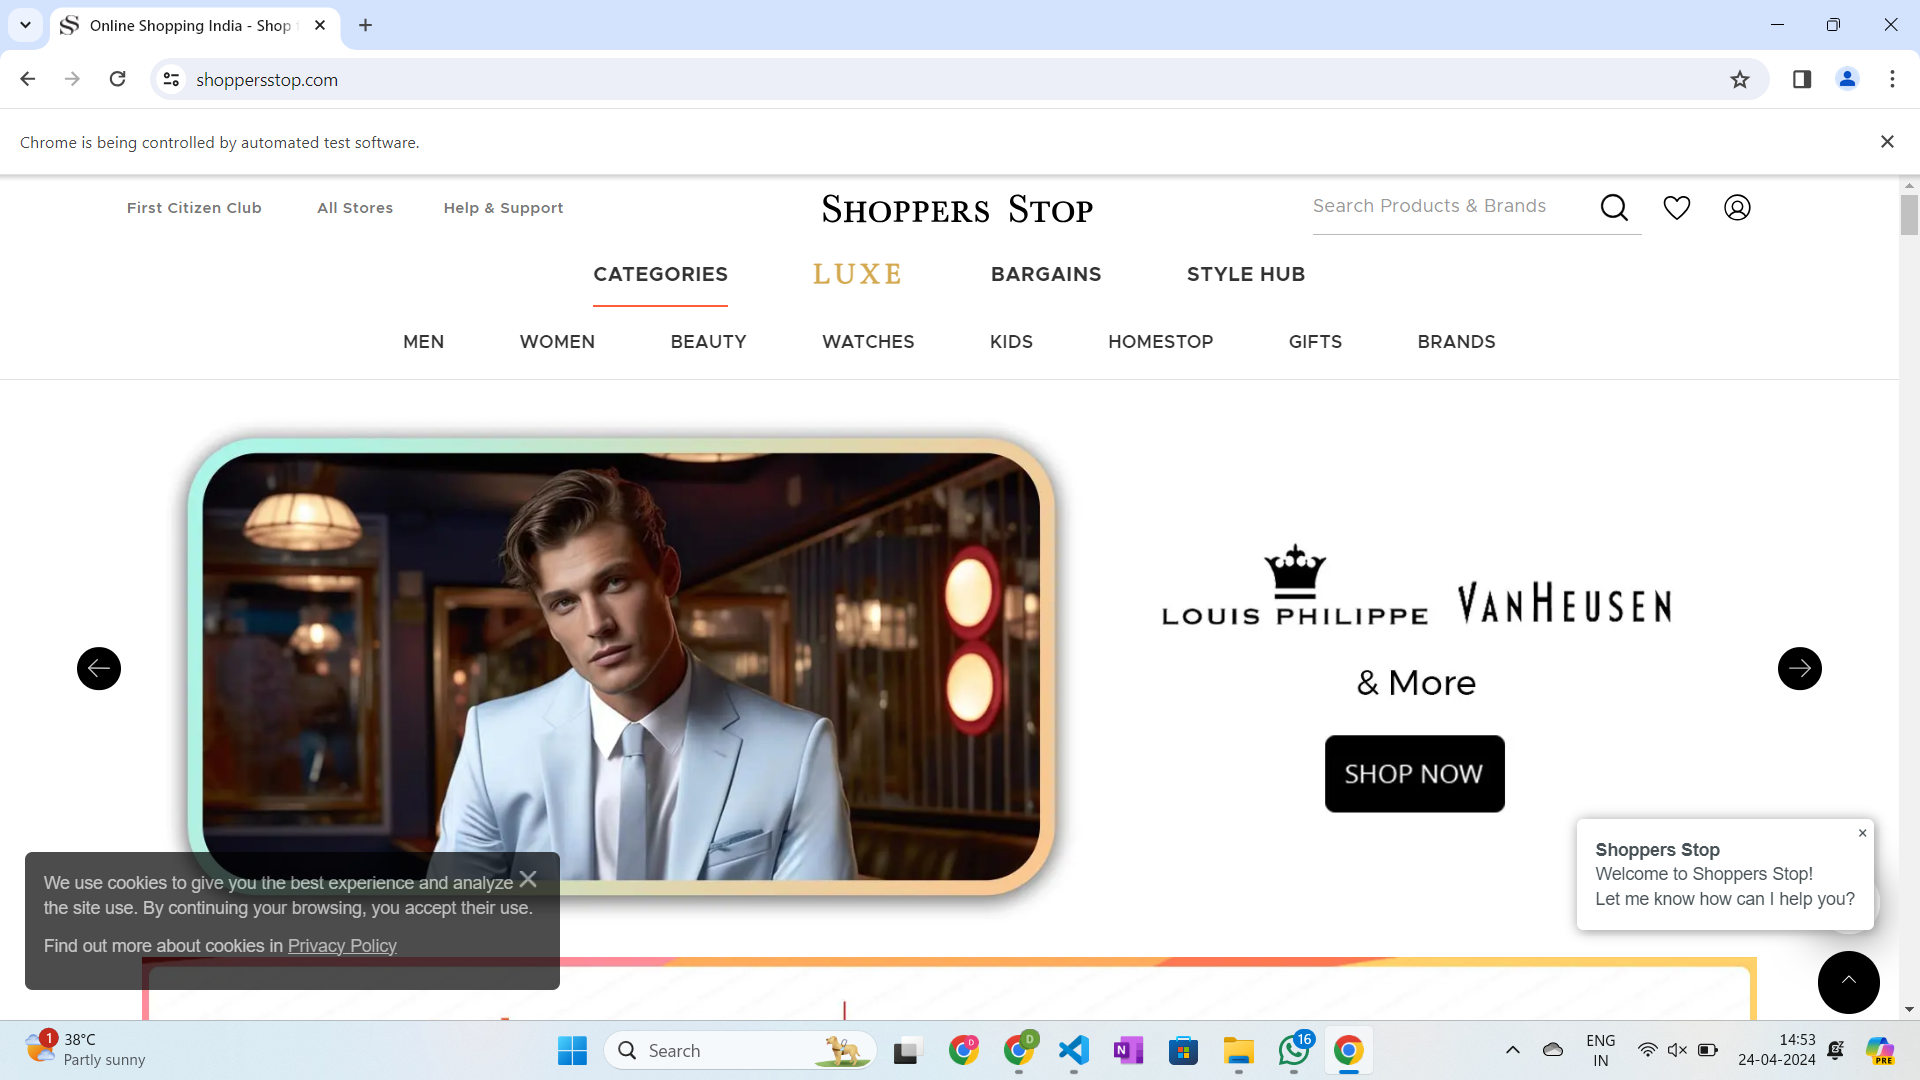 Online Shopping India - Shop
shoppersstop.com
Chrome is being controlled by automated test software.
First Citizen Club
All Stores
Help & Support
SHOPPERS STOP
Search Products & Brands
CATEGORIES
LUXE
BARGAINS
STYLE HUB
MEN
WOMEN
BEAUTY
WATCHES
KIDS
HOMESTOP
GIFTS
BRANDS
LOUIS PHILIPPE
VANHEUSEN
& More
SHOP NOW
Shoppers Stop
Welcome to Shoppers Stop!
Let me know how can I help you?
We use cookies to give you the best experience and analyze
the site use. By continuing your browsing, you accept their use.
Find out more about cookies in Privacy Policy
1
38°C
Partly sunny
Search
D
D
N
16
PRE
ENG
IN
14:53
24-04-2024